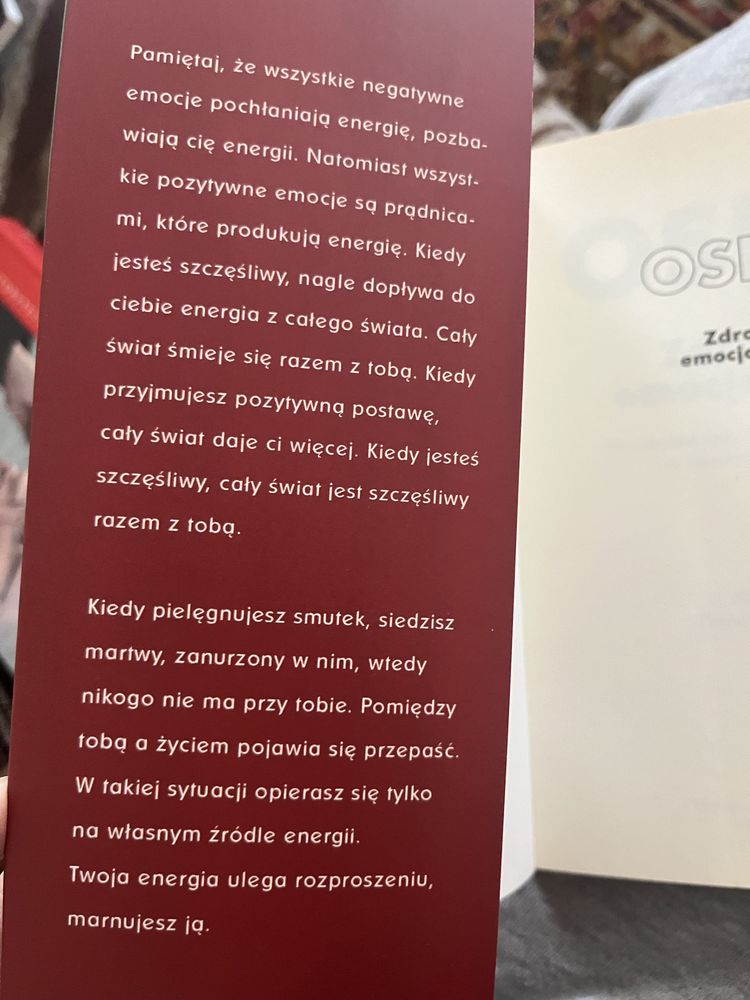 Pamiętaj, że wszystkie negatywne
emocje pochłaniają energię, pozba-
wiają cię energii. Natomiast wszyst-
kie pozytywne emocje są prądnica-
mi, które produkują energię. Kiedy
jesteś szczęśliwy, nagle dopływa do
ciebie energia z całego świata. Cały
świat śmieje się razem z tobą. Kiedy
przyjmujesz pozytywną postawę,
cały świat daje ci więcej. Kiedy jesteś
szczęśliwy, cały świat jest szczęśliwy
razem z tobą.
Kiedy pielęgnujesz smutek, siedzisz
martwy, zanurzony w nim, wtedy
nikogo nie ma przy tobie. Pomiędzy
tobą a życiem pojawia się przepaść.
W takiej sytuacji opierasz się tylko
na własnym źródle energii.
Twoja energia ulega rozproszeniu,
marnujesz ją.